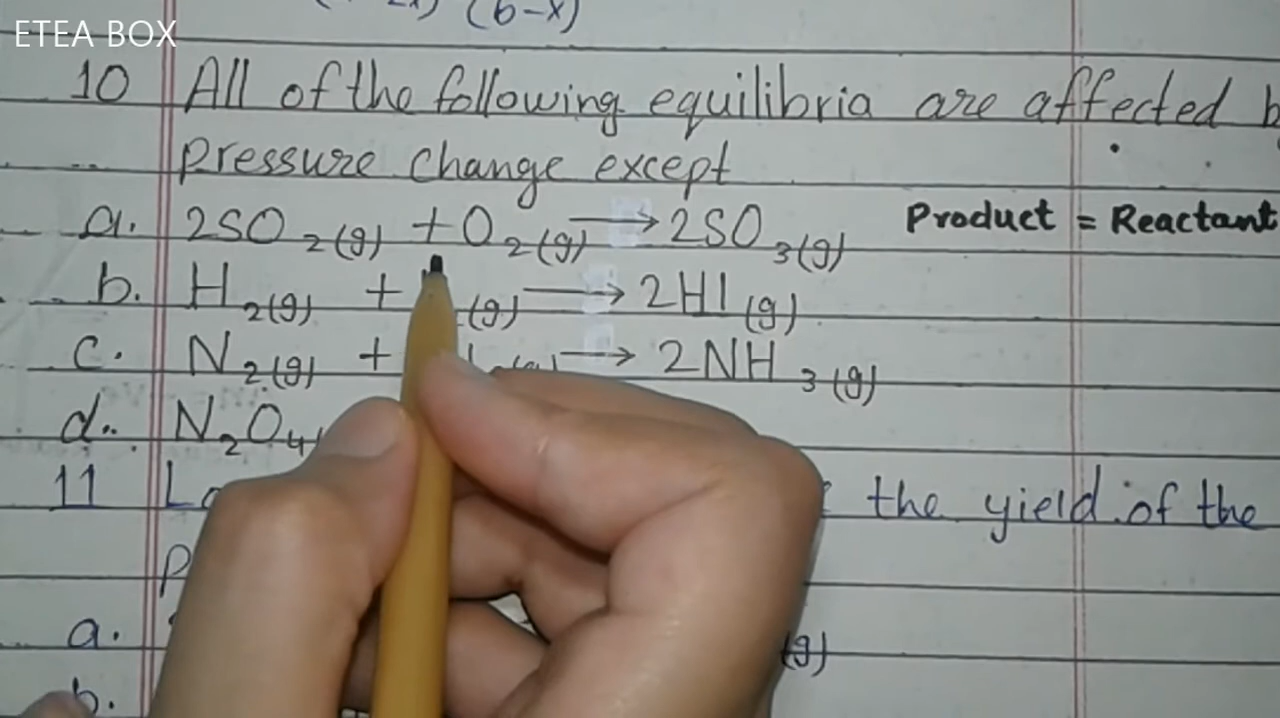 ETEA BOX
(b-x)
10 All of the following equilibria are affected
Pressure change except
a. 2SO2(g) + O2(g) → 2SO3(g) Product = Reactant
b. H2(g) + (g) → 2HI(g)
c. N2(g) + → 2NH3(g)
d. N2O4
11 the yield of the
a. (g)
b.